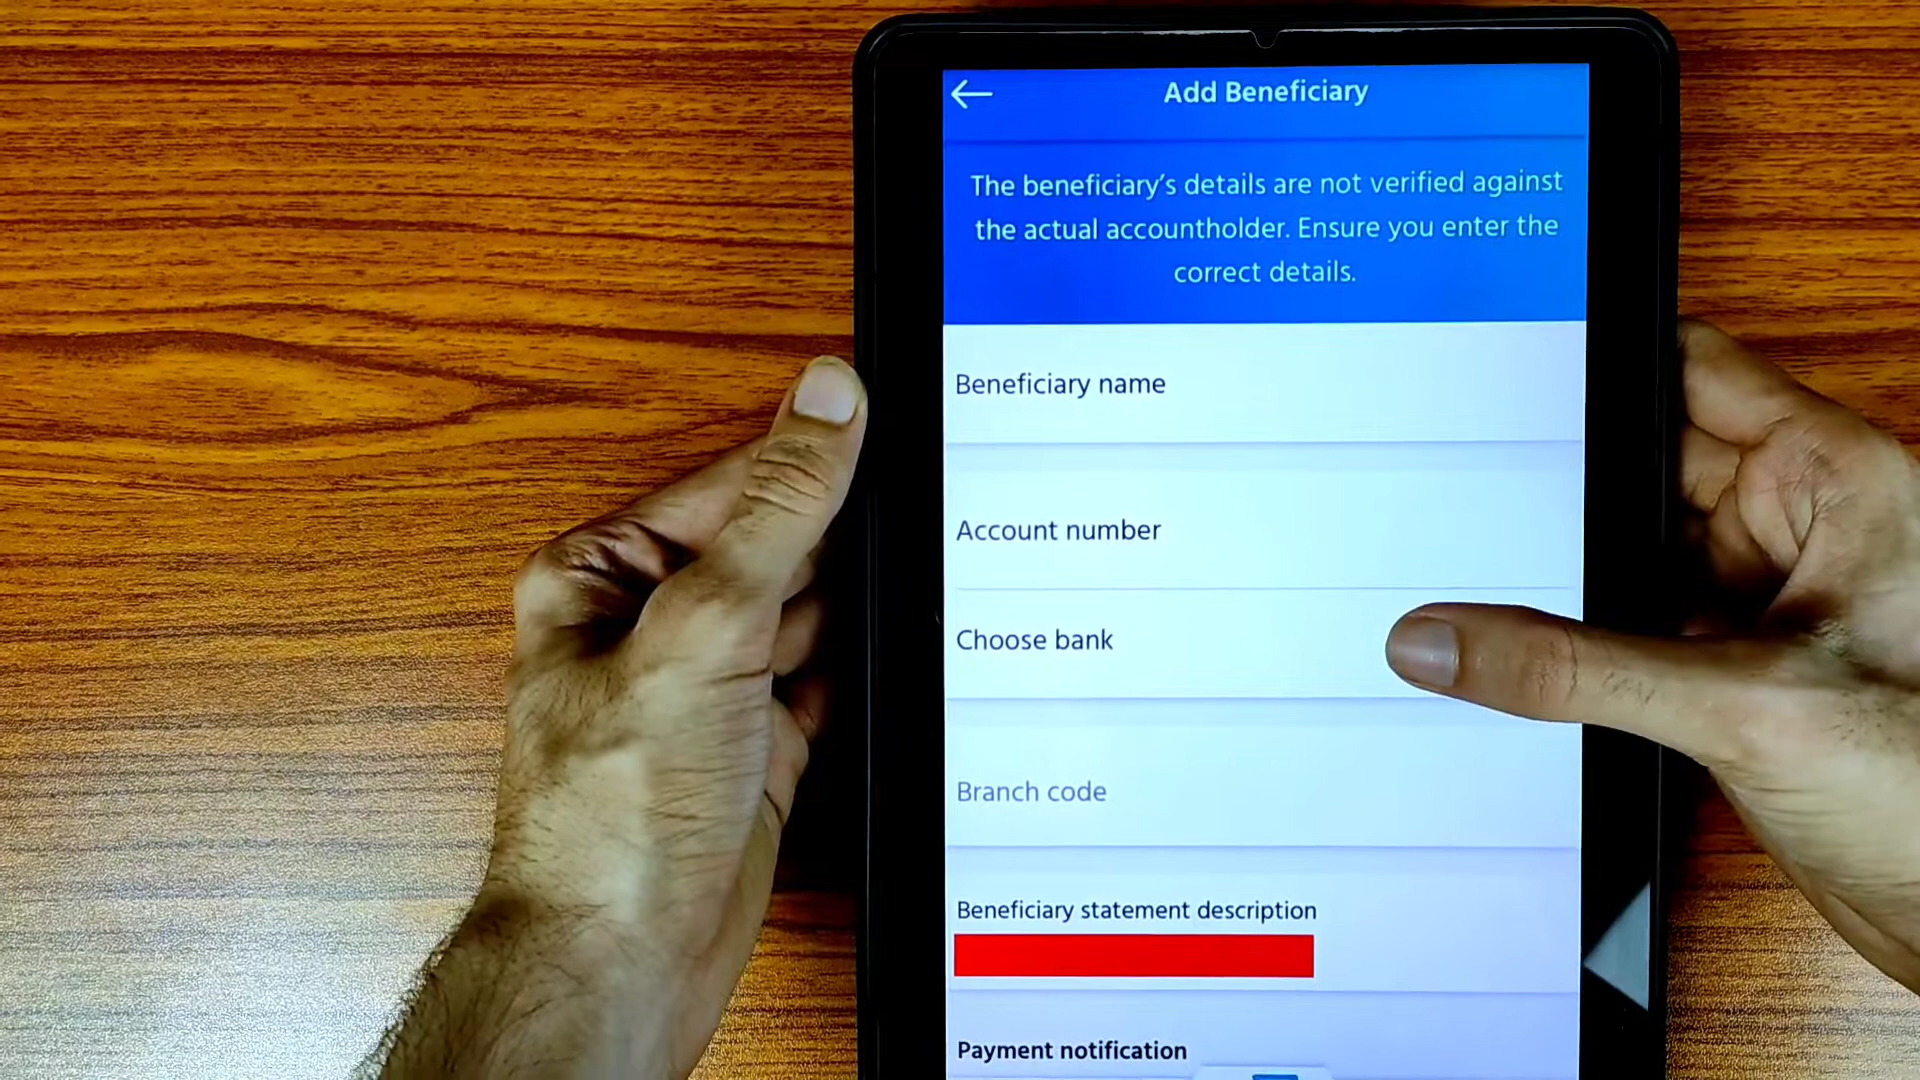 Add Beneficiary
The beneficiary’s details are not verified against
the actual accountholder. Ensure you enter the
correct details.
Beneficiary name
Account number
Choose bank
Branch code
Beneficiary statement description
Payment notification